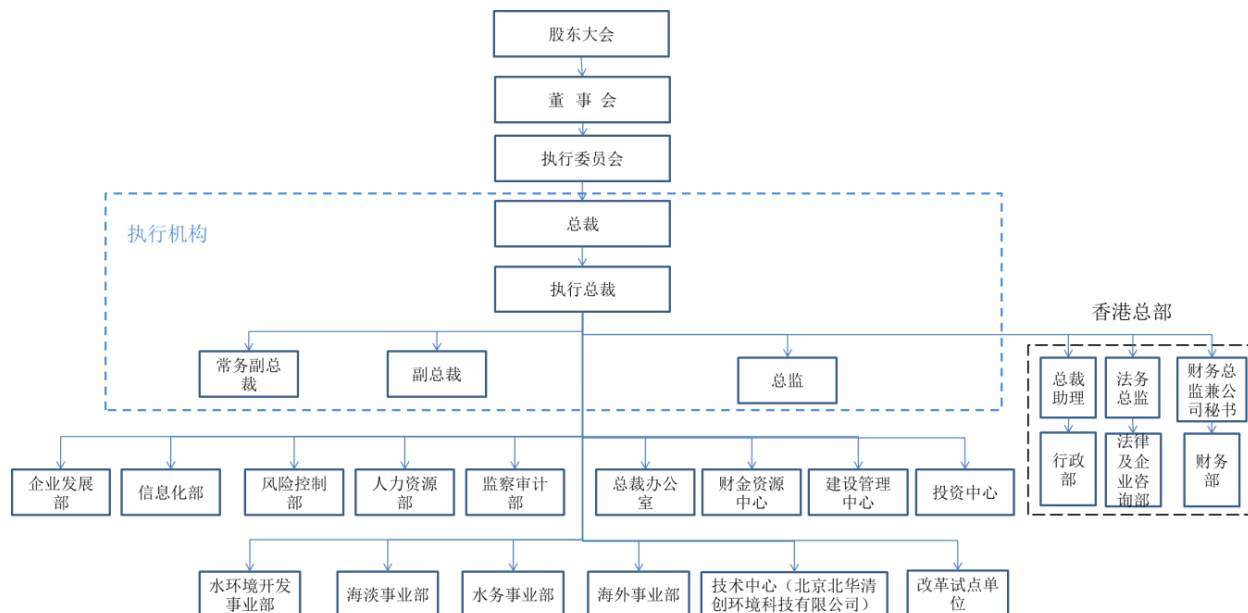 股东大会
董 事 会
执行委员会
执行机构
总裁
执行总裁
香港总部
常务副总
裁
副总裁
总监
总裁
助理
法务
总监
财务总
监兼公
司秘书
行政
部
法律
及企
业咨
询部
财务
部
企业发展
部
信息化部
风险控制
部
人力资源
部
监察审计
部
总裁办公
室
财金资源
中心
建设管理
中心
投资中心
水环境开发
事业部
海淡事业部
水务事业部
海外事业部
技术中心（北京北华清
创环境科技有限公司）
改革试点单
位